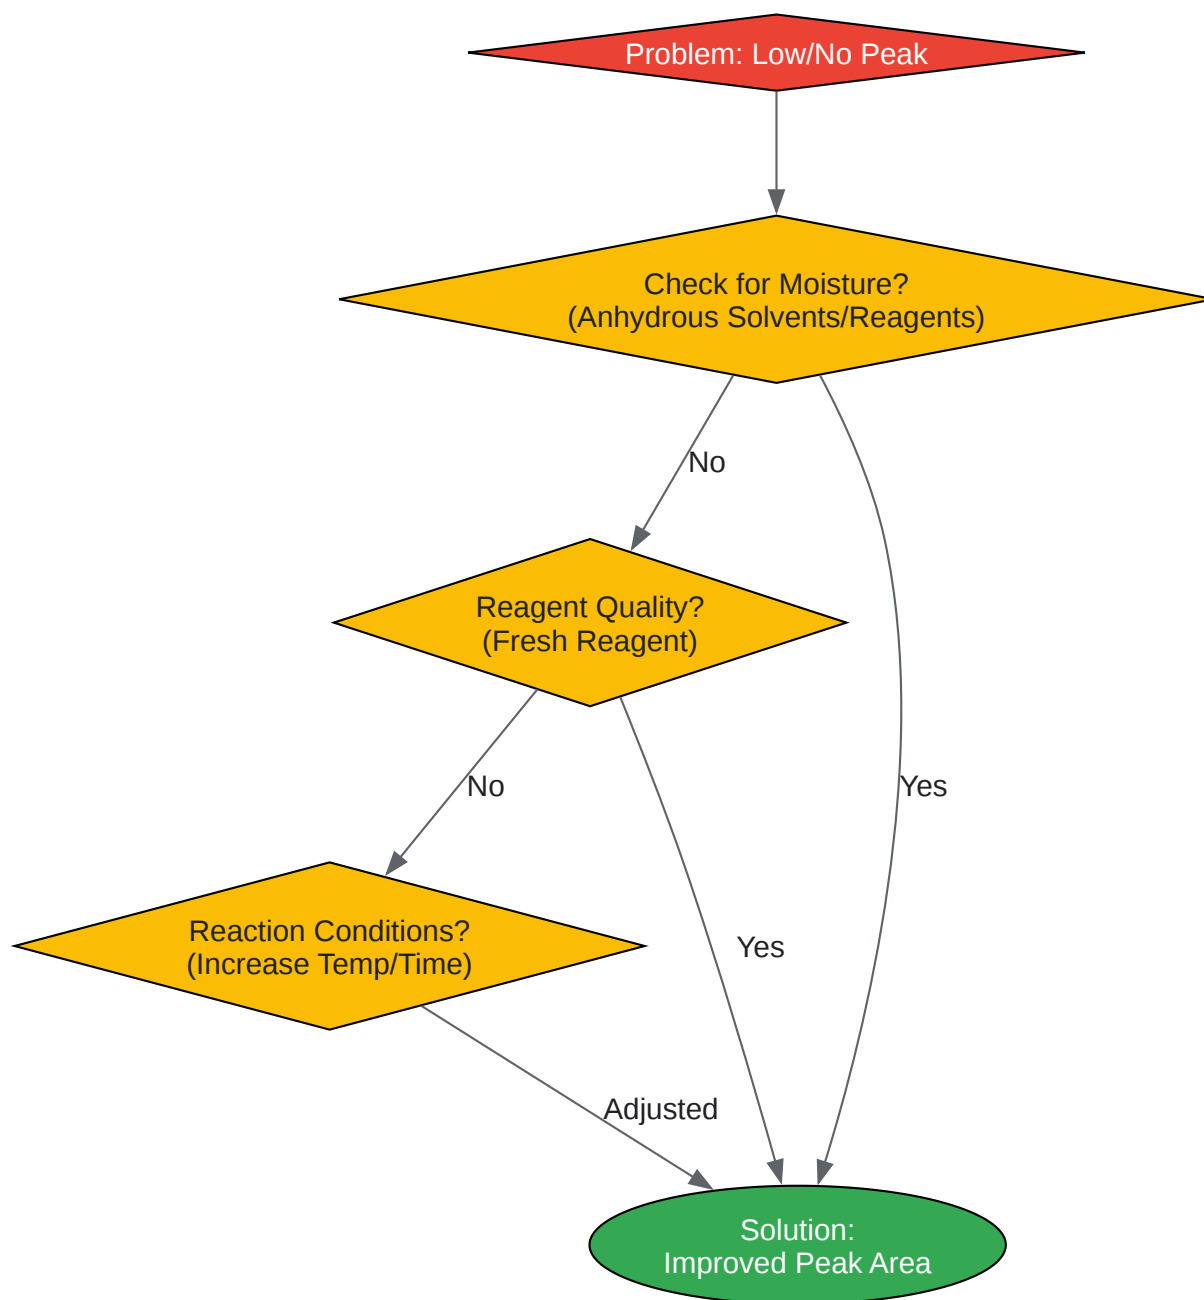 Problem: Low/No Peak
Check for Moisture?
(Anhydrous Solvents/Reagents)
No
Reagent Quality?
(Fresh Reagent)
No
Yes
Reaction Conditions?
(Increase Temp/Time)
Yes
Adjusted
Solution:
Improved Peak Area